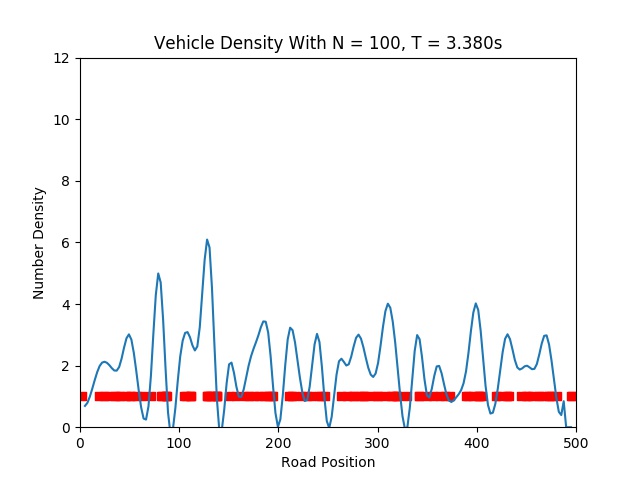 Vehicle Density With N = 100, T = 3.380s
12
10
8
6
4
2
0
Number Density
0 100 200 300 400 500
Road Position